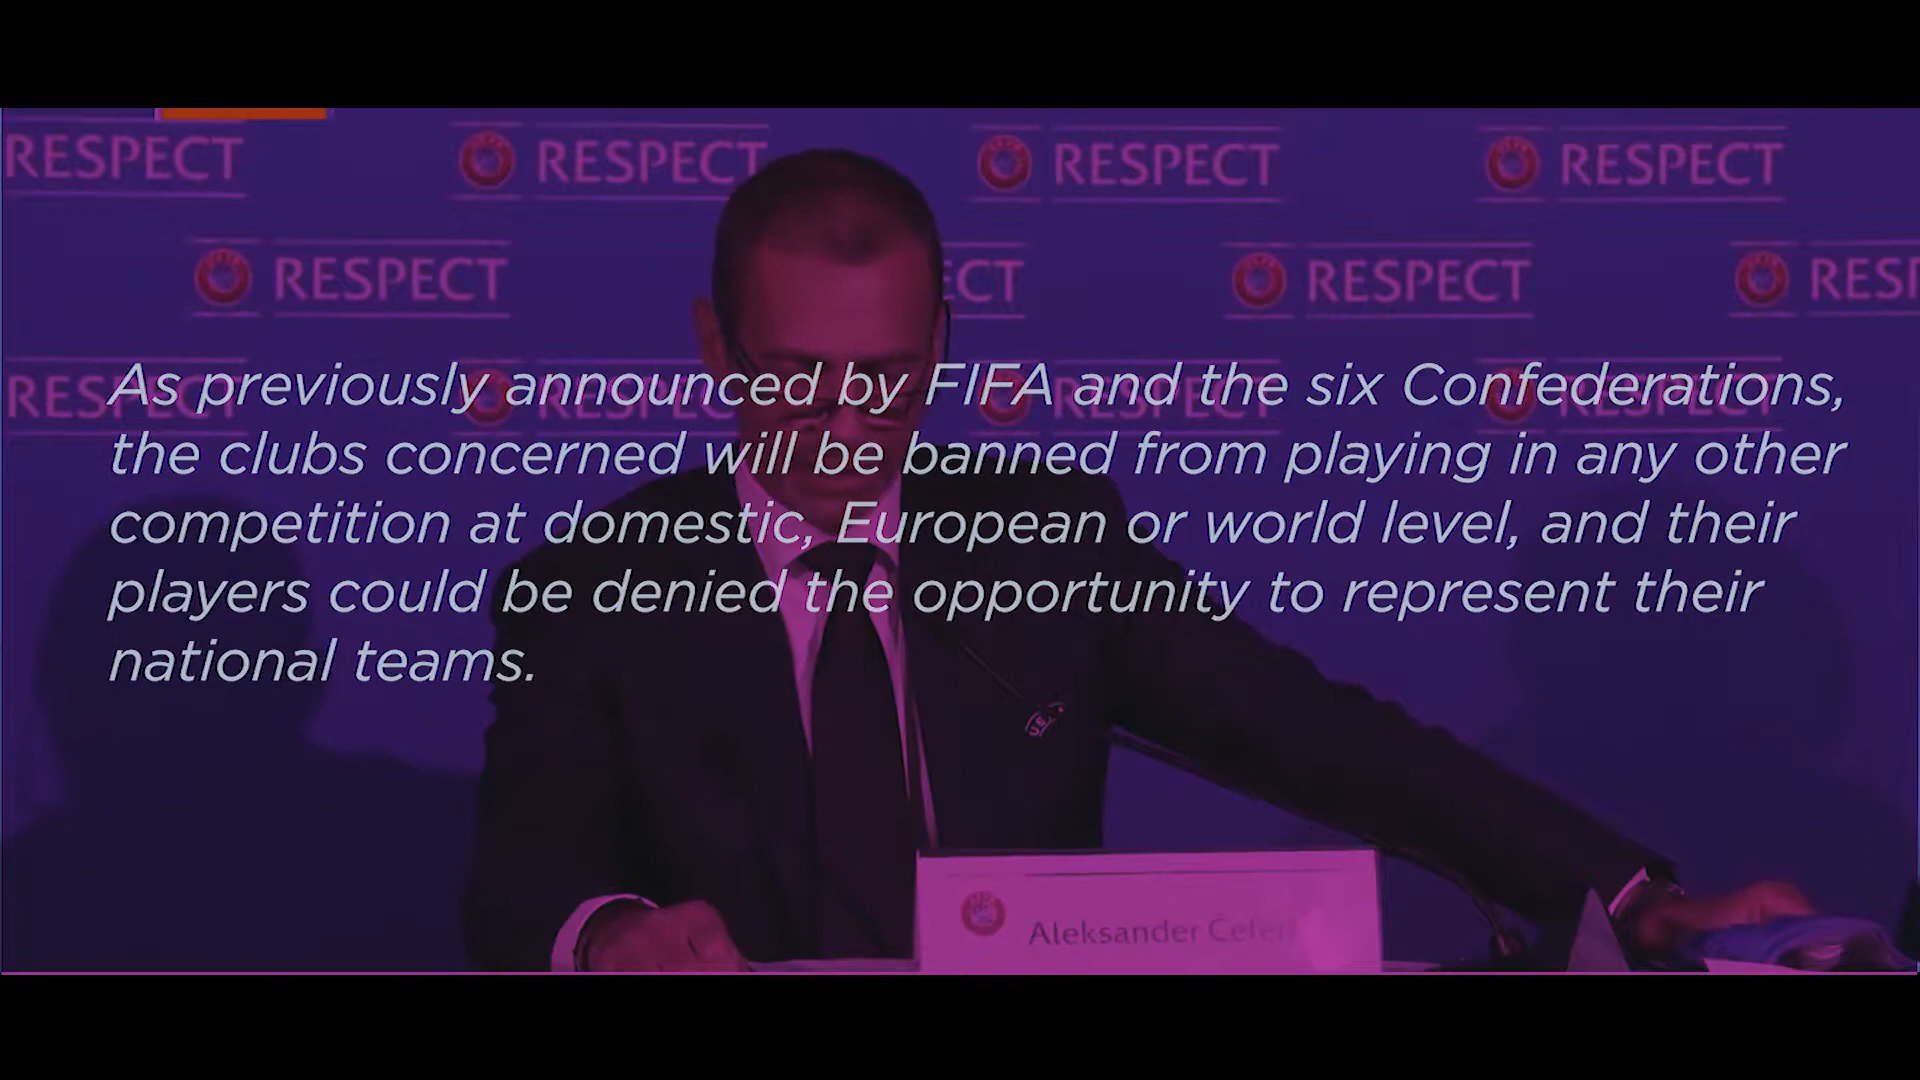 RESPECT RESPECT RESPECT RESPECT
RESPECT RESPECT
As previously announced by FIFA and the six Confederations,
the clubs concerned will be banned from playing in any other
competition at domestic, European or world level, and their
players could be denied the opportunity to represent their
national teams.
Aleksander